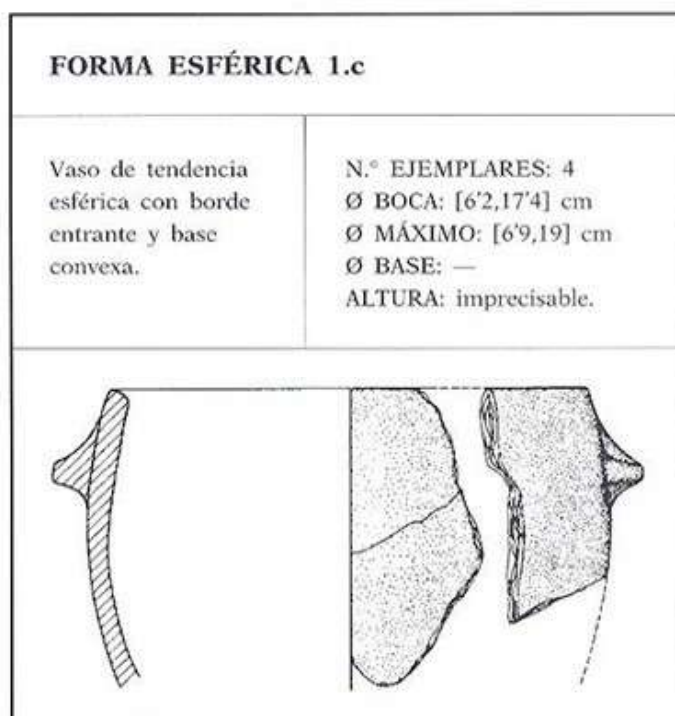 FORMA ESFÉRICA 1.c
Vaso de tendencia
esférica con borde
entrante y base
convexa.
N.º EJEMPLARES: 4
Ø BOCA: [6'2,17'4] cm
Ø MÁXIMO: [6'9,19] cm
Ø BASE: —
ALTURA: imprecisable.